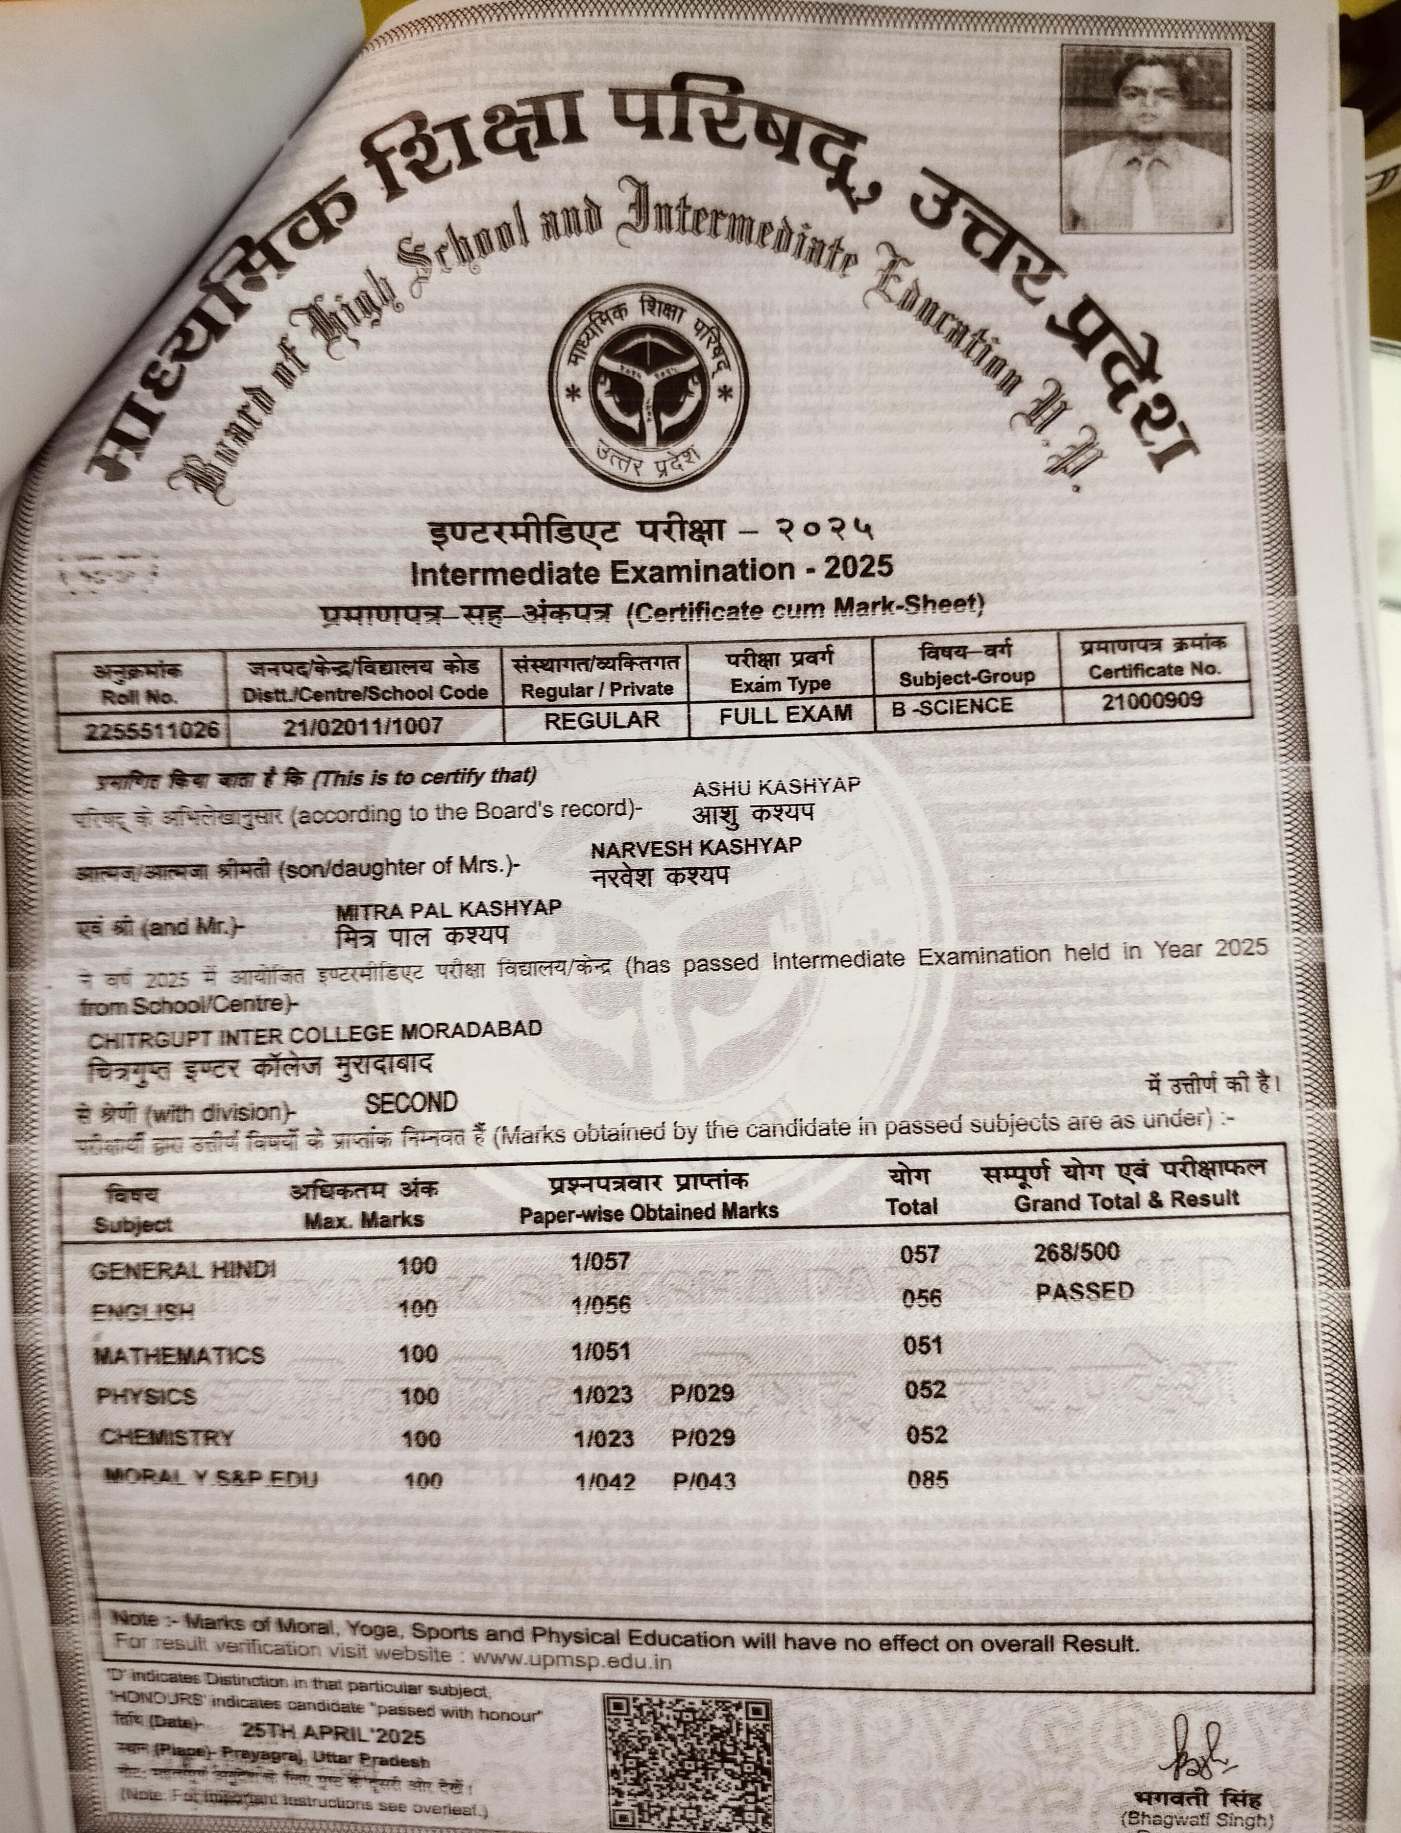 माध्यमिक शिक्षा परिषद्, उत्तर प्रदेश
Board of High School and Intermediate Education U.P.
माध्यमिक शिक्षा परिषद्
उत्तर प्रदेश
इण्टरमीडिएट परीक्षा – २०२५
Intermediate Examination - 2025
प्रमाणपत्र–सह–अंकपत्र (Certificate cum Mark-Sheet)
अनुक्रमांक जनपद/केन्द्र/विद्यालय कोड संस्थागत/व्यक्तिगत परीक्षा प्रवर्ग विषय–वर्ग प्रमाणपत्र क्रमांक
Roll No. Distt./Centre/School Code Regular / Private Exam Type Subject-Group Certificate No.
2255511026 21/02011/1007 REGULAR FULL EXAM B -SCIENCE 21000909
प्रमाणित किया जाता है कि (This is to certify that)
परिषद् के अभिलेखानुसार (according to the Board's record)- ASHU KASHYAP
आशु कश्यप
आत्मज/आत्मजा श्रीमती (son/daughter of Mrs.)- NARVESH KASHYAP
नरवेश कश्यप
एवं श्री (and Mr.)- MITRA PAL KASHYAP
मित्र पाल कश्यप
ने वर्ष 2025 में आयोजित इण्टरमीडिएट परीक्षा विद्यालय/केन्द्र (has passed Intermediate Examination held in Year 2025
from School/Centre)-
CHITRGUPT INTER COLLEGE MORADABAD
चित्रगुप्त इण्टर कॉलेज मुरादाबाद
से श्रेणी (with division)- SECOND में उत्तीर्ण की है।
परीक्षार्थी द्वारा उत्तीर्ण विषयों के प्राप्तांक निम्नवत हैं (Marks obtained by the candidate in passed subjects are as under) :-
विषय अधिकतम अंक प्रश्नपत्रवार प्राप्तांक योग सम्पूर्ण योग एवं परीक्षाफल
Subject Max. Marks Paper-wise Obtained Marks Total Grand Total & Result
GENERAL HINDI 100 1/057 057 268/500
ENGLISH 100 1/056 056 PASSED
MATHEMATICS 100 1/051 051
PHYSICS 100 1/023 P/029 052
CHEMISTRY 100 1/023 P/029 052
MORAL Y.S&P.EDU 100 1/042 P/043 085
Note :- Marks of Moral, Yoga, Sports and Physical Education will have no effect on overall Result.
For result verification visit website : www.upmsp.edu.in
'D' indicates Distinction in that particular subject,
'HONOURS' indicates candidate "passed with honour"
तिथि (Date)- 25TH APRIL'2025
स्थान (Place)- Prayagraj, Uttar Pradesh
नोट:- महत्वपूर्ण अनुदेशों के लिए पृष्ठ के दूसरी ओर देखें।
(Note: For important instructions see overleaf.)
भगवती सिंह
(Bhagwati Singh)